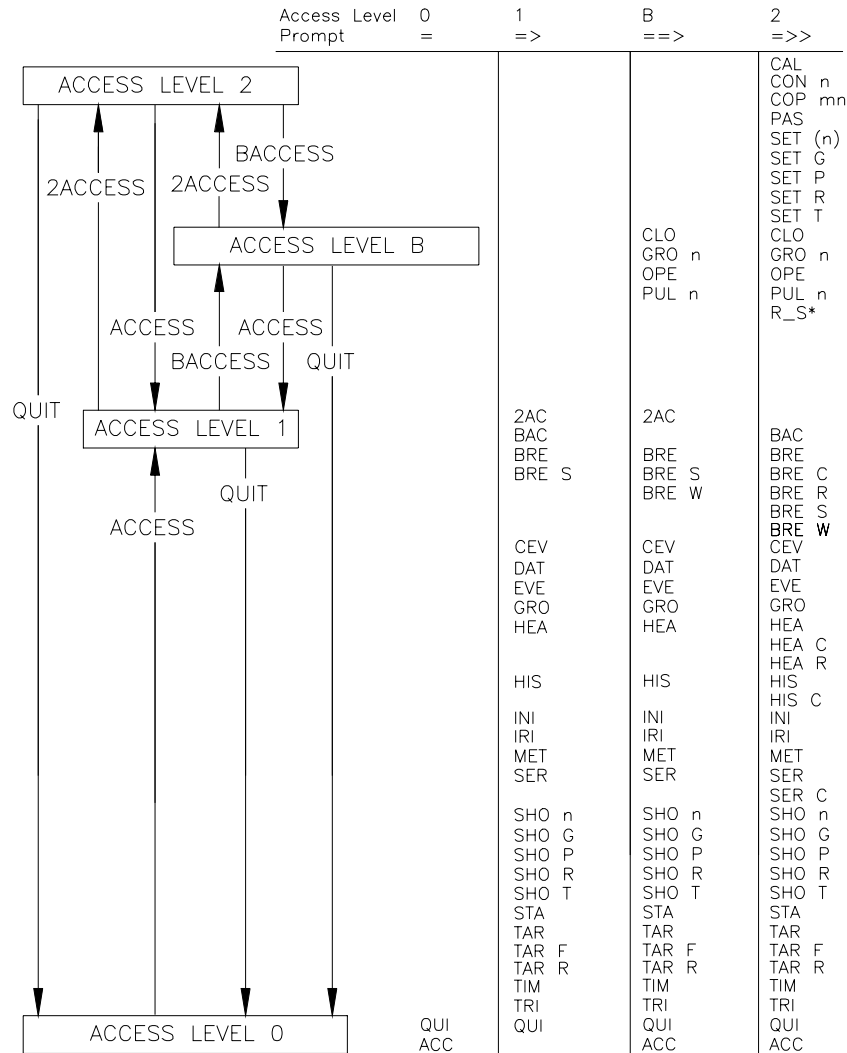 Access Level 0 1 B 2
Prompt = => ==> =>>
ACCESS LEVEL 2
BACCESS
2ACCESS 2ACCESS
ACCESS LEVEL B
ACCESS ACCESS
BACCESS QUIT
QUIT
ACCESS LEVEL 1
QUIT
ACCESS
ACCESS LEVEL 0
CAL
CON n
COP mn
PAS
SET (n)
SET G
SET P
SET R
SET T
CLO CLO
GRO n GRO n
OPE OPE
PUL n PUL n
R_S*
2AC 2AC
BAC BAC
BRE BRE BRE
BRE S BRE S BRE C
BRE W BRE R
BRE S
BRE W
CEV CEV CEV
DAT DAT DAT
EVE EVE EVE
GRO GRO GRO
HEA HEA HEA
HEA C
HEA R
HIS HIS HIS
HIS C
INI INI INI
IRI IRI IRI
MET MET MET
SER SER SER
SER C
SHO n SHO n SHO n
SHO G SHO G SHO G
SHO P SHO P SHO P
SHO R SHO R SHO R
SHO T SHO T SHO T
STA STA STA
TAR TAR TAR
TAR F TAR F TAR F
TAR R TAR R TAR R
TIM TIM TIM
TRI TRI TRI
QUI QUI QUI QUI
ACC ACC ACC